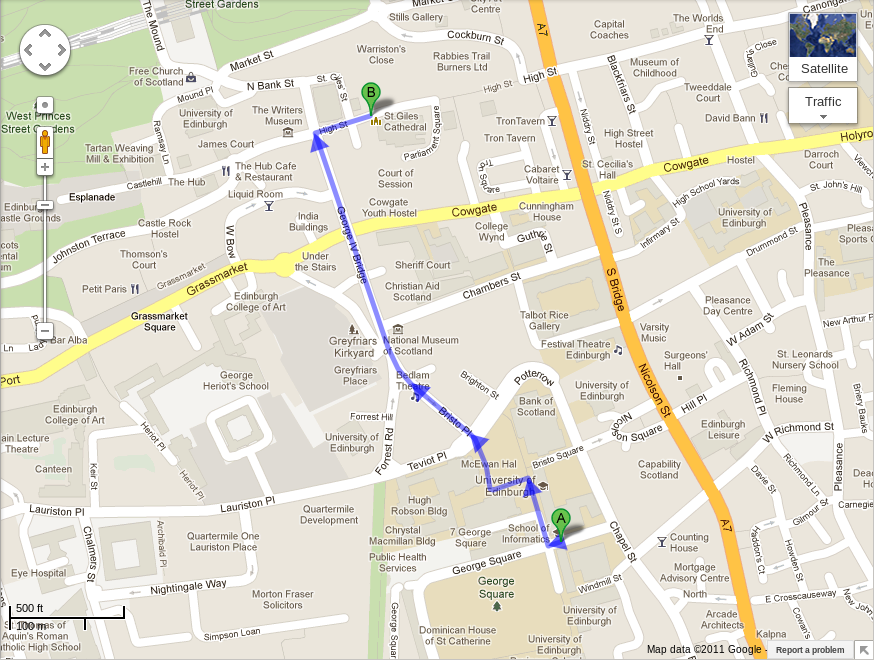 Street Gardens
The Mound
Stills Gallery
City Art
Centre
A7
Capital
Coaches
The Worlds
End
Canongate
Market St
Cockburn St
Warriston's
Close
Rabbies Trail
Burners Ltd
Free Church
of Scotland
N Bank St
St. Giles' St
High St
High St
Blackfriars St
Museum of
Childhood
Satellite
Mound Pl
The Writers
Museum
University of
Edinburgh
West Princes
Street Gardens
B
St.Giles
Cathedral
High St
Parliament Square
Tron Tavern
Tron Tavern
Niddry St
Tweeddale
Court
David Bann
Traffic
High Street
Hostel
James Court
Ramsay Ln
Tartan Weaving
Mill & Exhibition
The Hub Cafe
& Restaurant
Court of
Session
Cabaret
Voltaire
St. Cecilia's
Hall
Cowgate
Hostel
Holyro
Darroch
Court
Castlehill
The Hub
Esplanade
Liquid Room
Cowgate
Youth Hostel
Cowgate
Cunningham
House
Niddry St S
High School Yards
St. John's Hill
Viewcr
Castle Rock
Hostel
India
Buildings
George IV Bridge
College
Wynd
Guthrie St
Infirmary St
University of
Edinburgh
Pleasance
Johnston Terrace
W Bow
Thomson's
Court
Under
the Stairs
Sheriff Court
Drummond St
The
Pleasance
Grassmarket
Grassmarket
Petit Paris
Edinburgh
College of Art
Christian Aid
Scotland
Chambers St
S Bridge
Pleasance
Day Centre
Grassmarket
Square
Talbot Rice
Gallery
Varsity
Music
W Adam St
New Arthur P
Bar Alba
Greyfriars
Kirkyard
National Museum
of Scotland
Festival Theatre
Edinburgh
Surgeons'
Hall
St. Leonards
Nursery School
Port
George
Heriot's School
Greyfriars
Place
Bedlam
Theatre
Brighton St
Potterrow
University of
Edinburgh
Nicolson St
Richmond Pl
Fleming
House
Briery Bauks
Edinburgh
College of Art
Forrest Hill
Bristo Pl
Bank of
Scotland
Hill Pl
Nicolson Square
Edinburgh
Leisure
W Richmond St
Heriot Pl
University of
Edinburgh
Forrest Rd
Teviot Pl
McEwan Hal
Bristo Square
Capability
Scotland
Davie St
Richmond Ln
Pleasance
Canteen
Keir St
Heriot Pl
University of
Edinburgh
Gilmour St
Carnegie
Lauriston Pl
Lauriston Pl
Quartermile
Development
Hugh
Robson Bldg
A
A7
Chalmers St
Archibald Pl
Quartermile One
Lauriston Place
Chrystal
Macmillan Bldg
7 George
Square
School of
Informatics
Chapel St
Counting
House
Haddon's Ct
Howden St
Eye Hospital
Public Health
Services
George Square
Windmill St
Mortgage
Advisory Centre
Nightingale Way
George
Square
North
E Crosscauseway
500 ft
100 m
Morton Fraser
Solicitors
University of
Edinburgh
Arcade
Architects
Cowan's
New John
St. Thomas of
Aquin's Roman
Simpson Loan
George Squar
Dominican House
of St Catherine
University of
Edinburgh
Kalpna
Map data ©2011 Google -
Report a problem